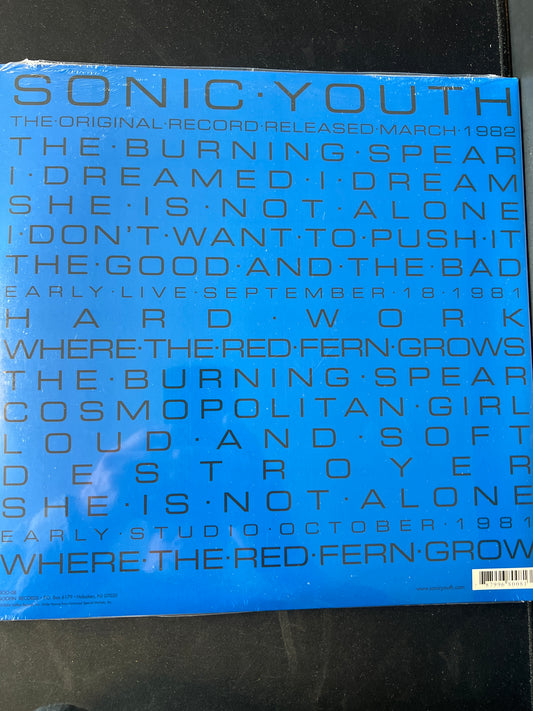 SONIC·YOUTH
THE·ORIGINAL·RECORD·RELEASED·MARCH·1982
THE·BURNING·SPEAR
I·DREAMED·I·DREAM
SHE·IS·NOT·ALONE
I·DON'T·WANT·TO·PUSH·IT
THE·GOOD·AND·THE·BAD
EARLY·LIVE·SEPTEMBER·18·1981
HARD·WORK
WHERE·THE·RED·FERN·GROWS
THE·BURNING·SPEAR
COSMOPOLITAN·GIRL
LOUD·AND·SOFT
DESTROYER
SHE·IS·NOT·ALONE
EARLY·STUDIO·OCTOBER·1981
WHERE·THE·RED·FERN·GROW
www.sonicyouth.com